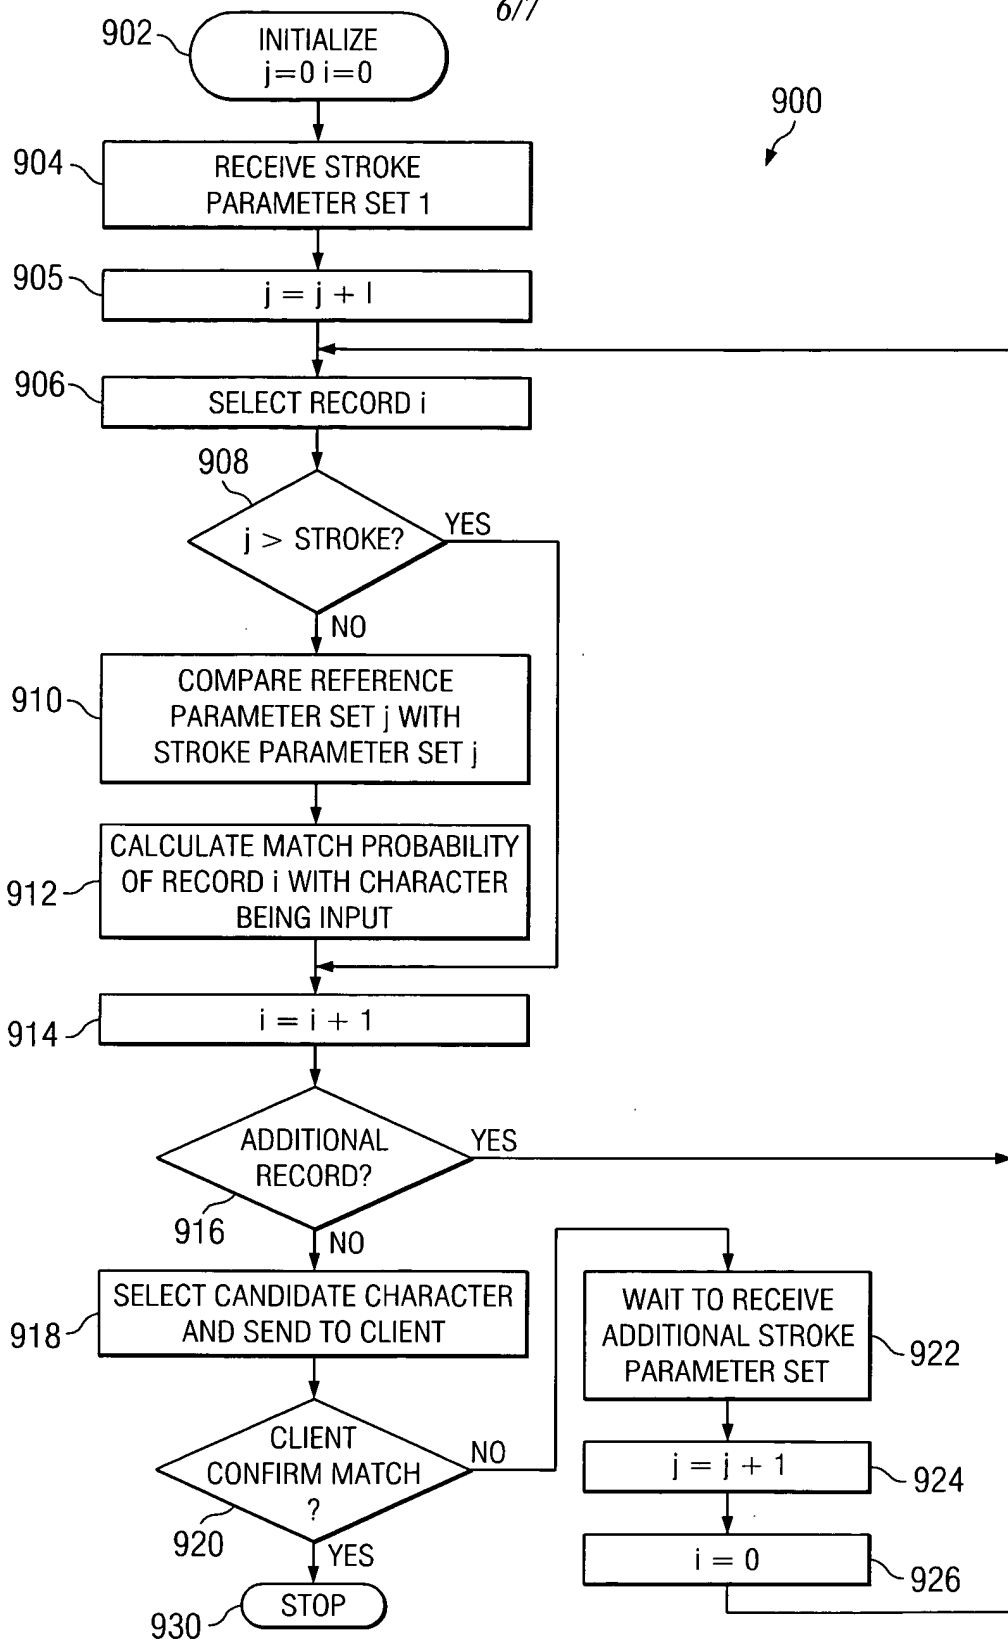 6/7
902
INITIALIZE
j=0 i=0
900
904
RECEIVE STROKE
PARAMETER SET 1
905
j = j + l
906
SELECT RECORD i
908
j > STROKE?
YES
NO
910
COMPARE REFERENCE
PARAMETER SET j WITH
STROKE PARAMETER SET j
912
CALCULATE MATCH PROBABILITY
OF RECORD i WITH CHARACTER
BEING INPUT
914
i = i + 1
ADDITIONAL
RECORD?
YES
916
NO
918
SELECT CANDIDATE CHARACTER
AND SEND TO CLIENT
WAIT TO RECEIVE
ADDITIONAL STROKE
PARAMETER SET
922
CLIENT
CONFIRM MATCH
?
NO
920
YES
j = j + 1
924
i = 0
926
930
STOP